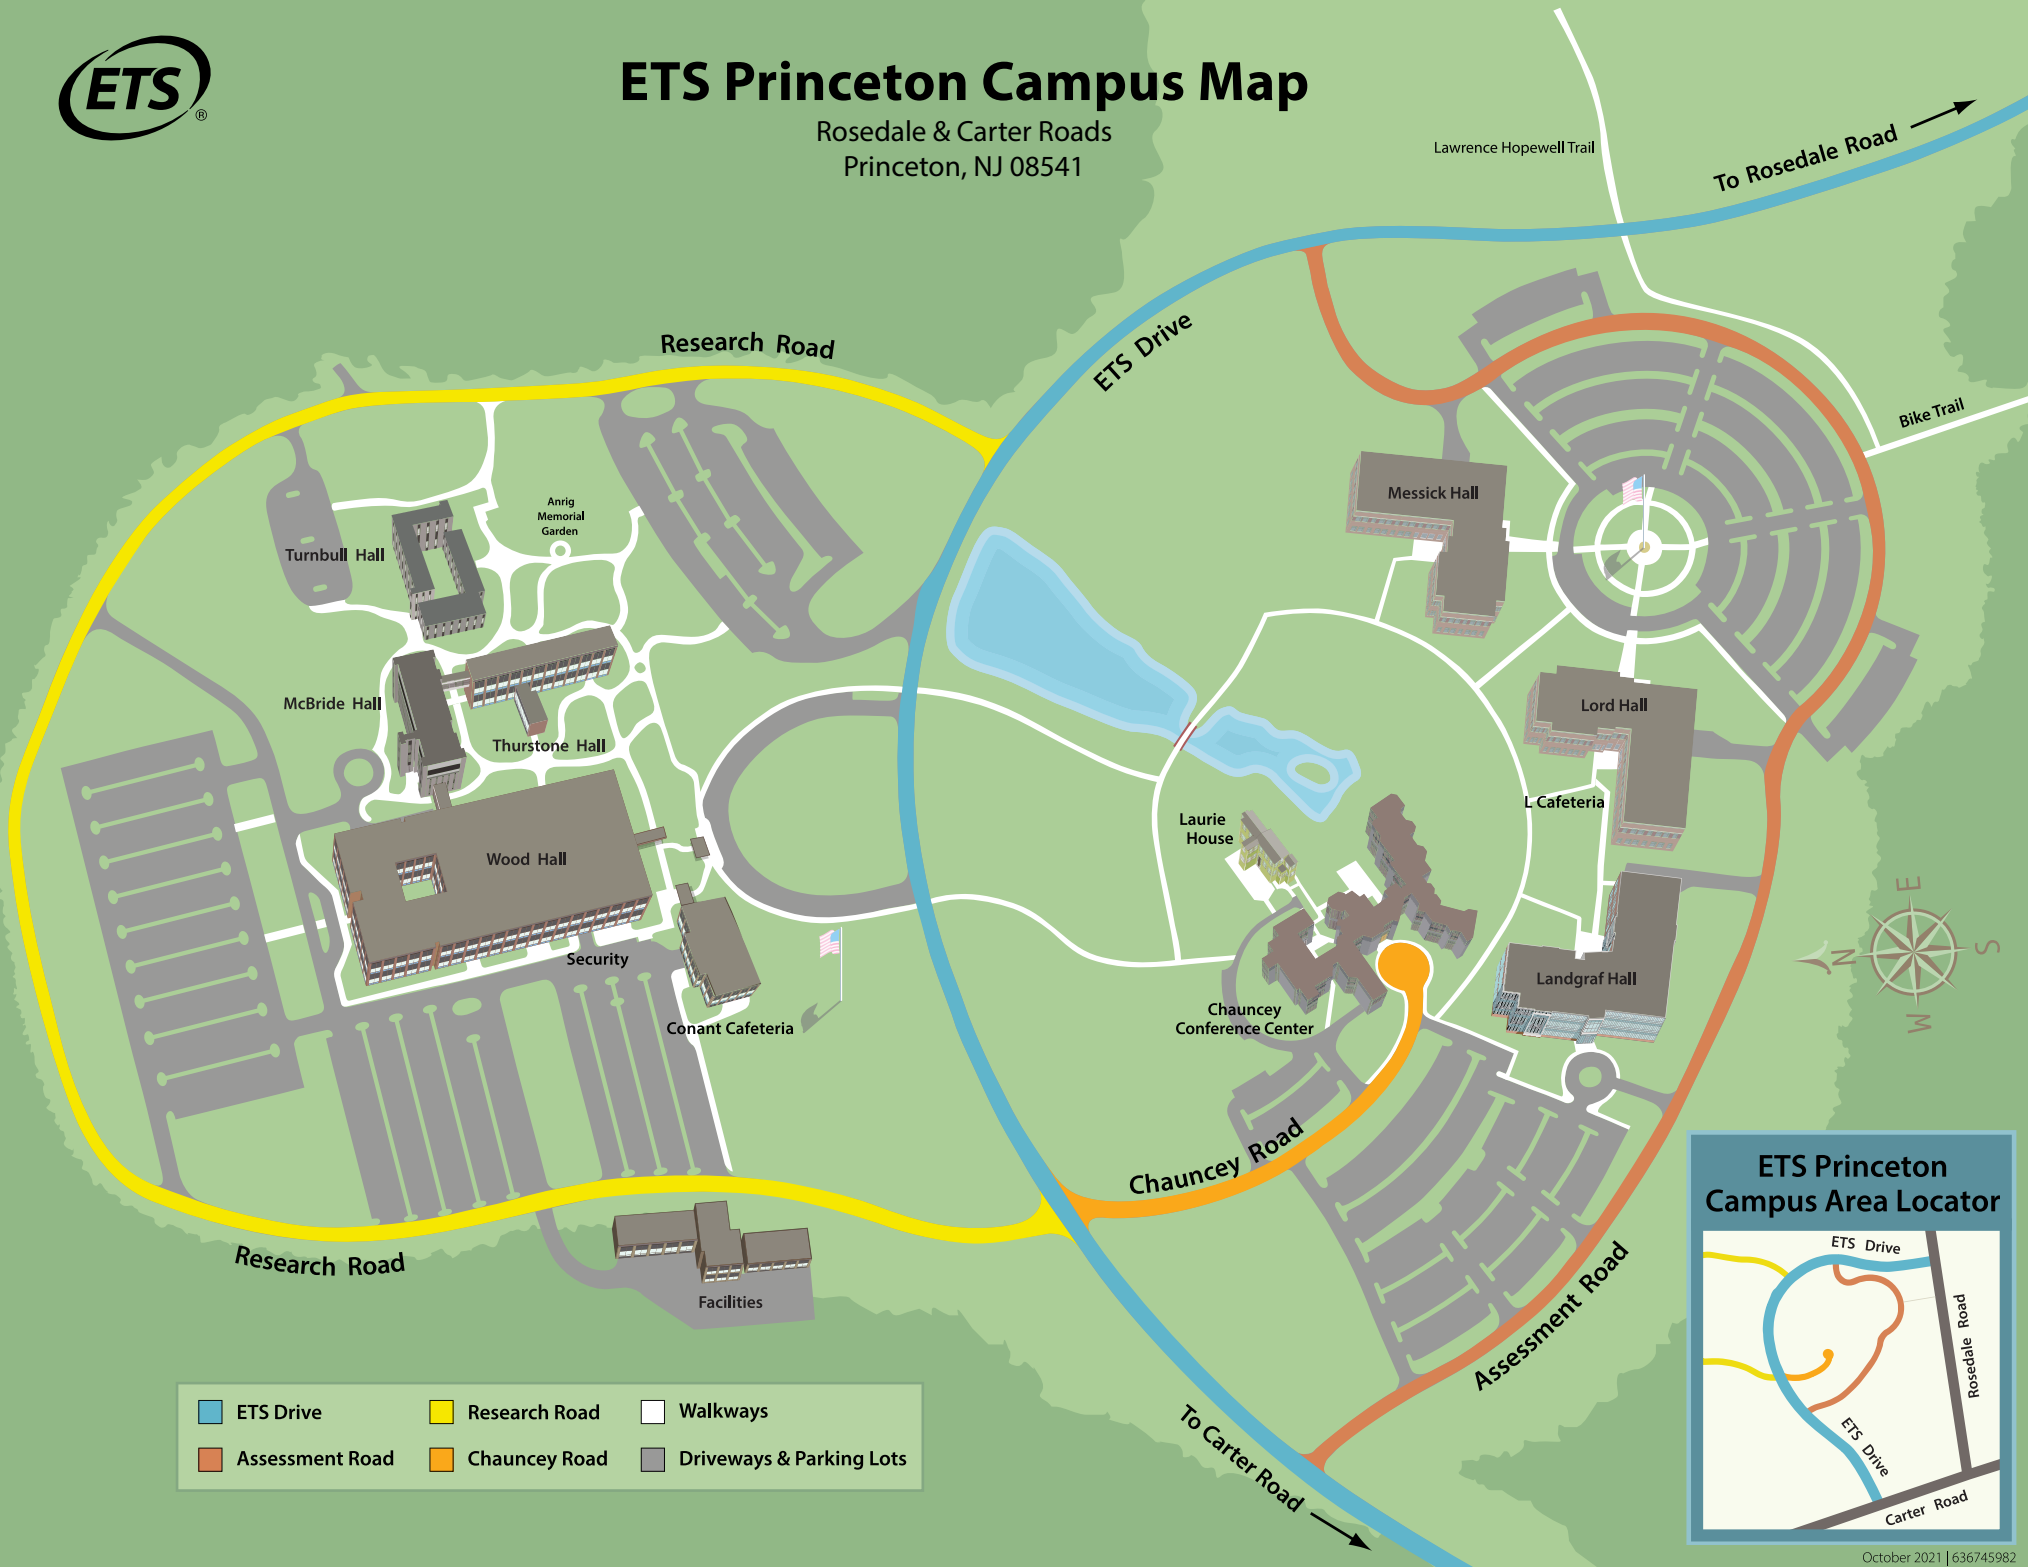 ETS®
ETS Princeton Campus Map
Rosedale & Carter Roads
Princeton, NJ 08541
Lawrence Hopewell Trail
To Rosedale Road
Research Road
ETS Drive
Bike Trail
Messick Hall
Anrig
Memorial
Garden
Turnbull Hall
McBride Hall
Thurstone Hall
Lord Hall
L Cafeteria
Laurie
House
Wood Hall
Security
Conant Cafeteria
Landgraf Hall
Chauncey
Conference Center
E
N
S
W
Chauncey Road
Research Road
Facilities
Assessment Road
To Carter Road
ETS Drive
Research Road
Walkways
Assessment Road
Chauncey Road
Driveways & Parking Lots
ETS Princeton
Campus Area Locator
ETS Drive
Rosedale Road
ETS Drive
Carter Road
October 2021 | 636745982